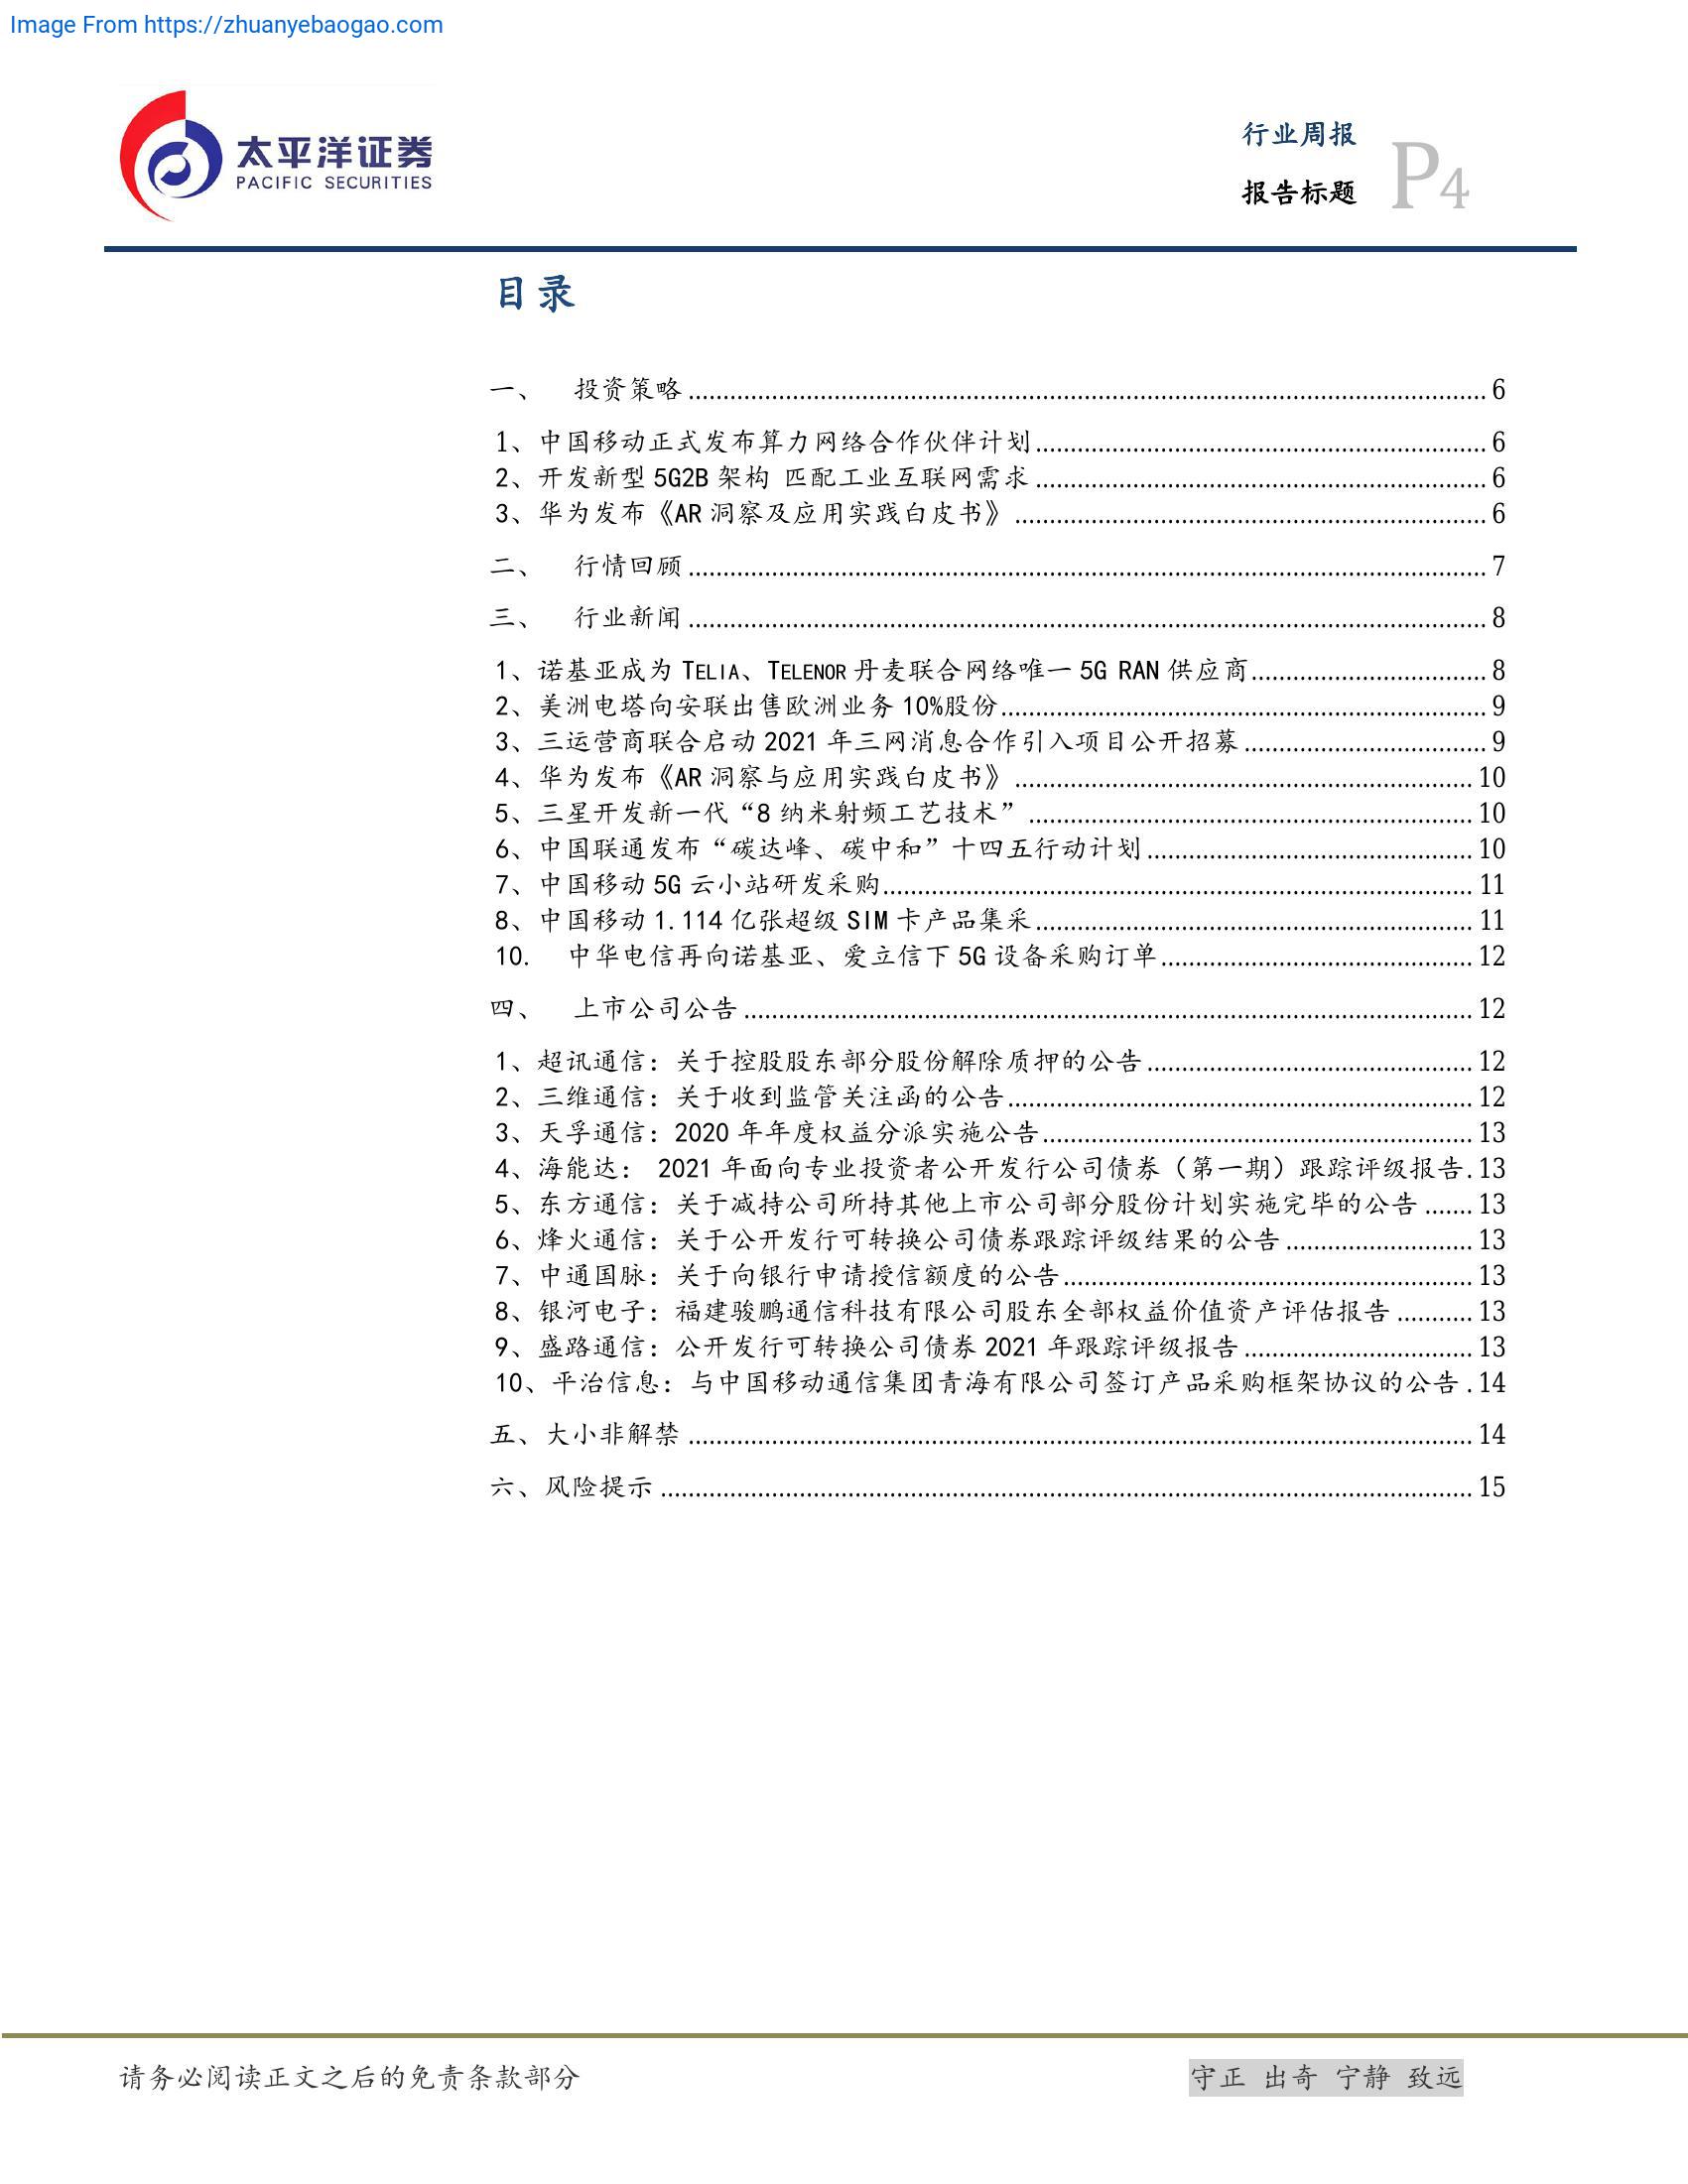 Image From https://zhuanyebaogao.com
太平洋证券
PACIFIC SECURITIES
行业周报
报告标题
P4
目录
一、 投资策略 6
1、中国移动正式发布算力网络合作伙伴计划 6
2、开发新型 5G2B 架构 匹配工业互联网需求 6
3、华为发布《AR 洞察及应用实践白皮书》 6
二、 行情回顾 7
三、 行业新闻 8
1、诺基亚成为 TELIA、TELENOR 丹麦联合网络唯一 5G RAN 供应商 8
2、美洲电塔向安联出售欧洲业务 10%股份 9
3、三运营商联合启动 2021 年三网消息合作引入项目公开招募 9
4、华为发布《AR 洞察与应用实践白皮书》 10
5、三星开发新一代“8 纳米射频工艺技术” 10
6、中国联通发布“碳达峰、碳中和”十四五行动计划 10
7、中国移动 5G 云小站研发采购 11
8、中国移动 1.114 亿张超级 SIM 卡产品集采 11
10. 中华电信再向诺基亚、爱立信下 5G 设备采购订单 12
四、 上市公司公告 12
1、超讯通信：关于控股股东部分股份解除质押的公告 12
2、三维通信：关于收到监管关注函的公告 12
3、天孚通信：2020 年年度权益分派实施公告 13
4、海能达： 2021 年面向专业投资者公开发行公司债券（第一期）跟踪评级报告 13
5、东方通信：关于减持公司所持其他上市公司部分股份计划实施完毕的公告 13
6、烽火通信：关于公开发行可转换公司债券跟踪评级结果的公告 13
7、中通国脉：关于向银行申请授信额度的公告 13
8、银河电子：福建骏鹏通信科技有限公司股东全部权益价值资产评估报告 13
9、盛路通信：公开发行可转换公司债券 2021 年跟踪评级报告 13
10、平治信息：与中国移动通信集团青海有限公司签订产品采购框架协议的公告 14
五、大小非解禁 14
六、风险提示 15
请务必阅读正文之后的免责条款部分
守正 出奇 宁静 致远